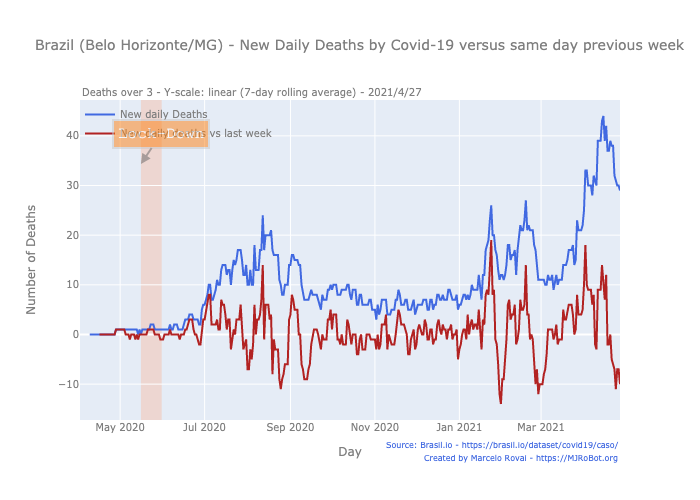 Brazil (Belo Horizonte/MG) - New Daily Deaths by Covid-19 versus same day previous week
Deaths over 3 - Y-scale: linear (7-day rolling average) - 2021/4/27
New daily Deaths
vs last week
40
30
20
10
0
−10
Number of Deaths
May 2020
Jul 2020
Sep 2020
Nov 2020
Jan 2021
Mar 2021
Day
Source: Brasil.io - https://brasil.io/dataset/covid19/caso/
Created by Marcelo Rovai - https://MJRoBot.org